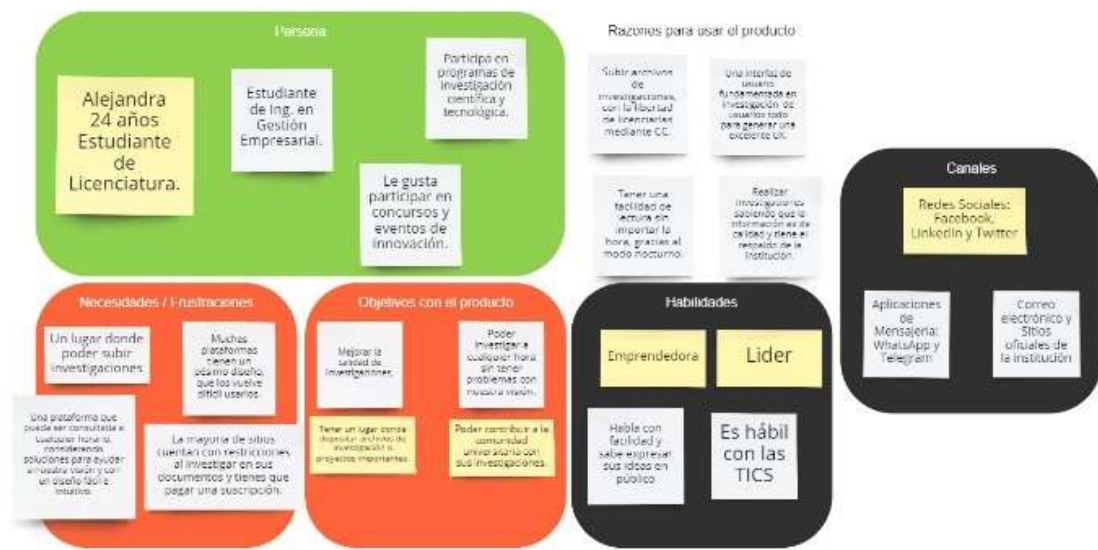 Persona
Alejandra
24 años
Estudiante
de
Licenciatura.
Estudiante
de Ing. en
Gestión
Empresarial.
Participa en
programas de
investigación
científica y
tecnológica.
Le gusta
participar en
concursos y
eventos de
innovación.
Razones para usar el producto
Subir archivos
de
investigaciones,
con la libertad
de licenciarlas
mediante CC.
Una interfaz de
usuario
fundamentada en
investigación de
usuarios todo
para generar una
excelente UX.
Tener una
facilidad de
lectura sin
importar la
hora, gracias al
modo nocturno.
Realizar
investigaciones
sabiendo que la
información es de
calidad y tiene el
respaldo de la
institución.
Canales
Redes Sociales:
Facebook,
LinkedIn y Twitter
Aplicaciones
de
Mensajería:
WhatsApp y
Telegram
Correo
electrónico y
Sitios
oficiales de
la institución
Necesidades / Frustraciones
Un lugar donde
poder subir
investigaciones
Muchas
plataformas
tienen un
pésimo diseño,
que los vuelve
difícil usarlos.
Una plataforma que
pueda ser consultada a
cualquier horario,
considerando
soluciones para ayudar
a nuestra visión y con
un diseño fácil e
intuitivo.
La mayoría de sitios
cuentan con restricciones
al investigar en sus
documentos y tienes que
pagar una suscripción.
Objetivos con el producto
Mejorar la
calidad de
investigaciones.
Poder
investigar a
cualquier hora
sin tener
problemas con
nuestra visión.
Tener un lugar donde
depositar archivos de
investigación o
proyectos importantes.
Poder contribuir a la
comunidad
universitaria con
sus investigaciones.
Habilidades
Emprendedora
Lider
Habla con
facilidad y
sabe expresar
sus ideas en
público
Es hábil
con las
TICS